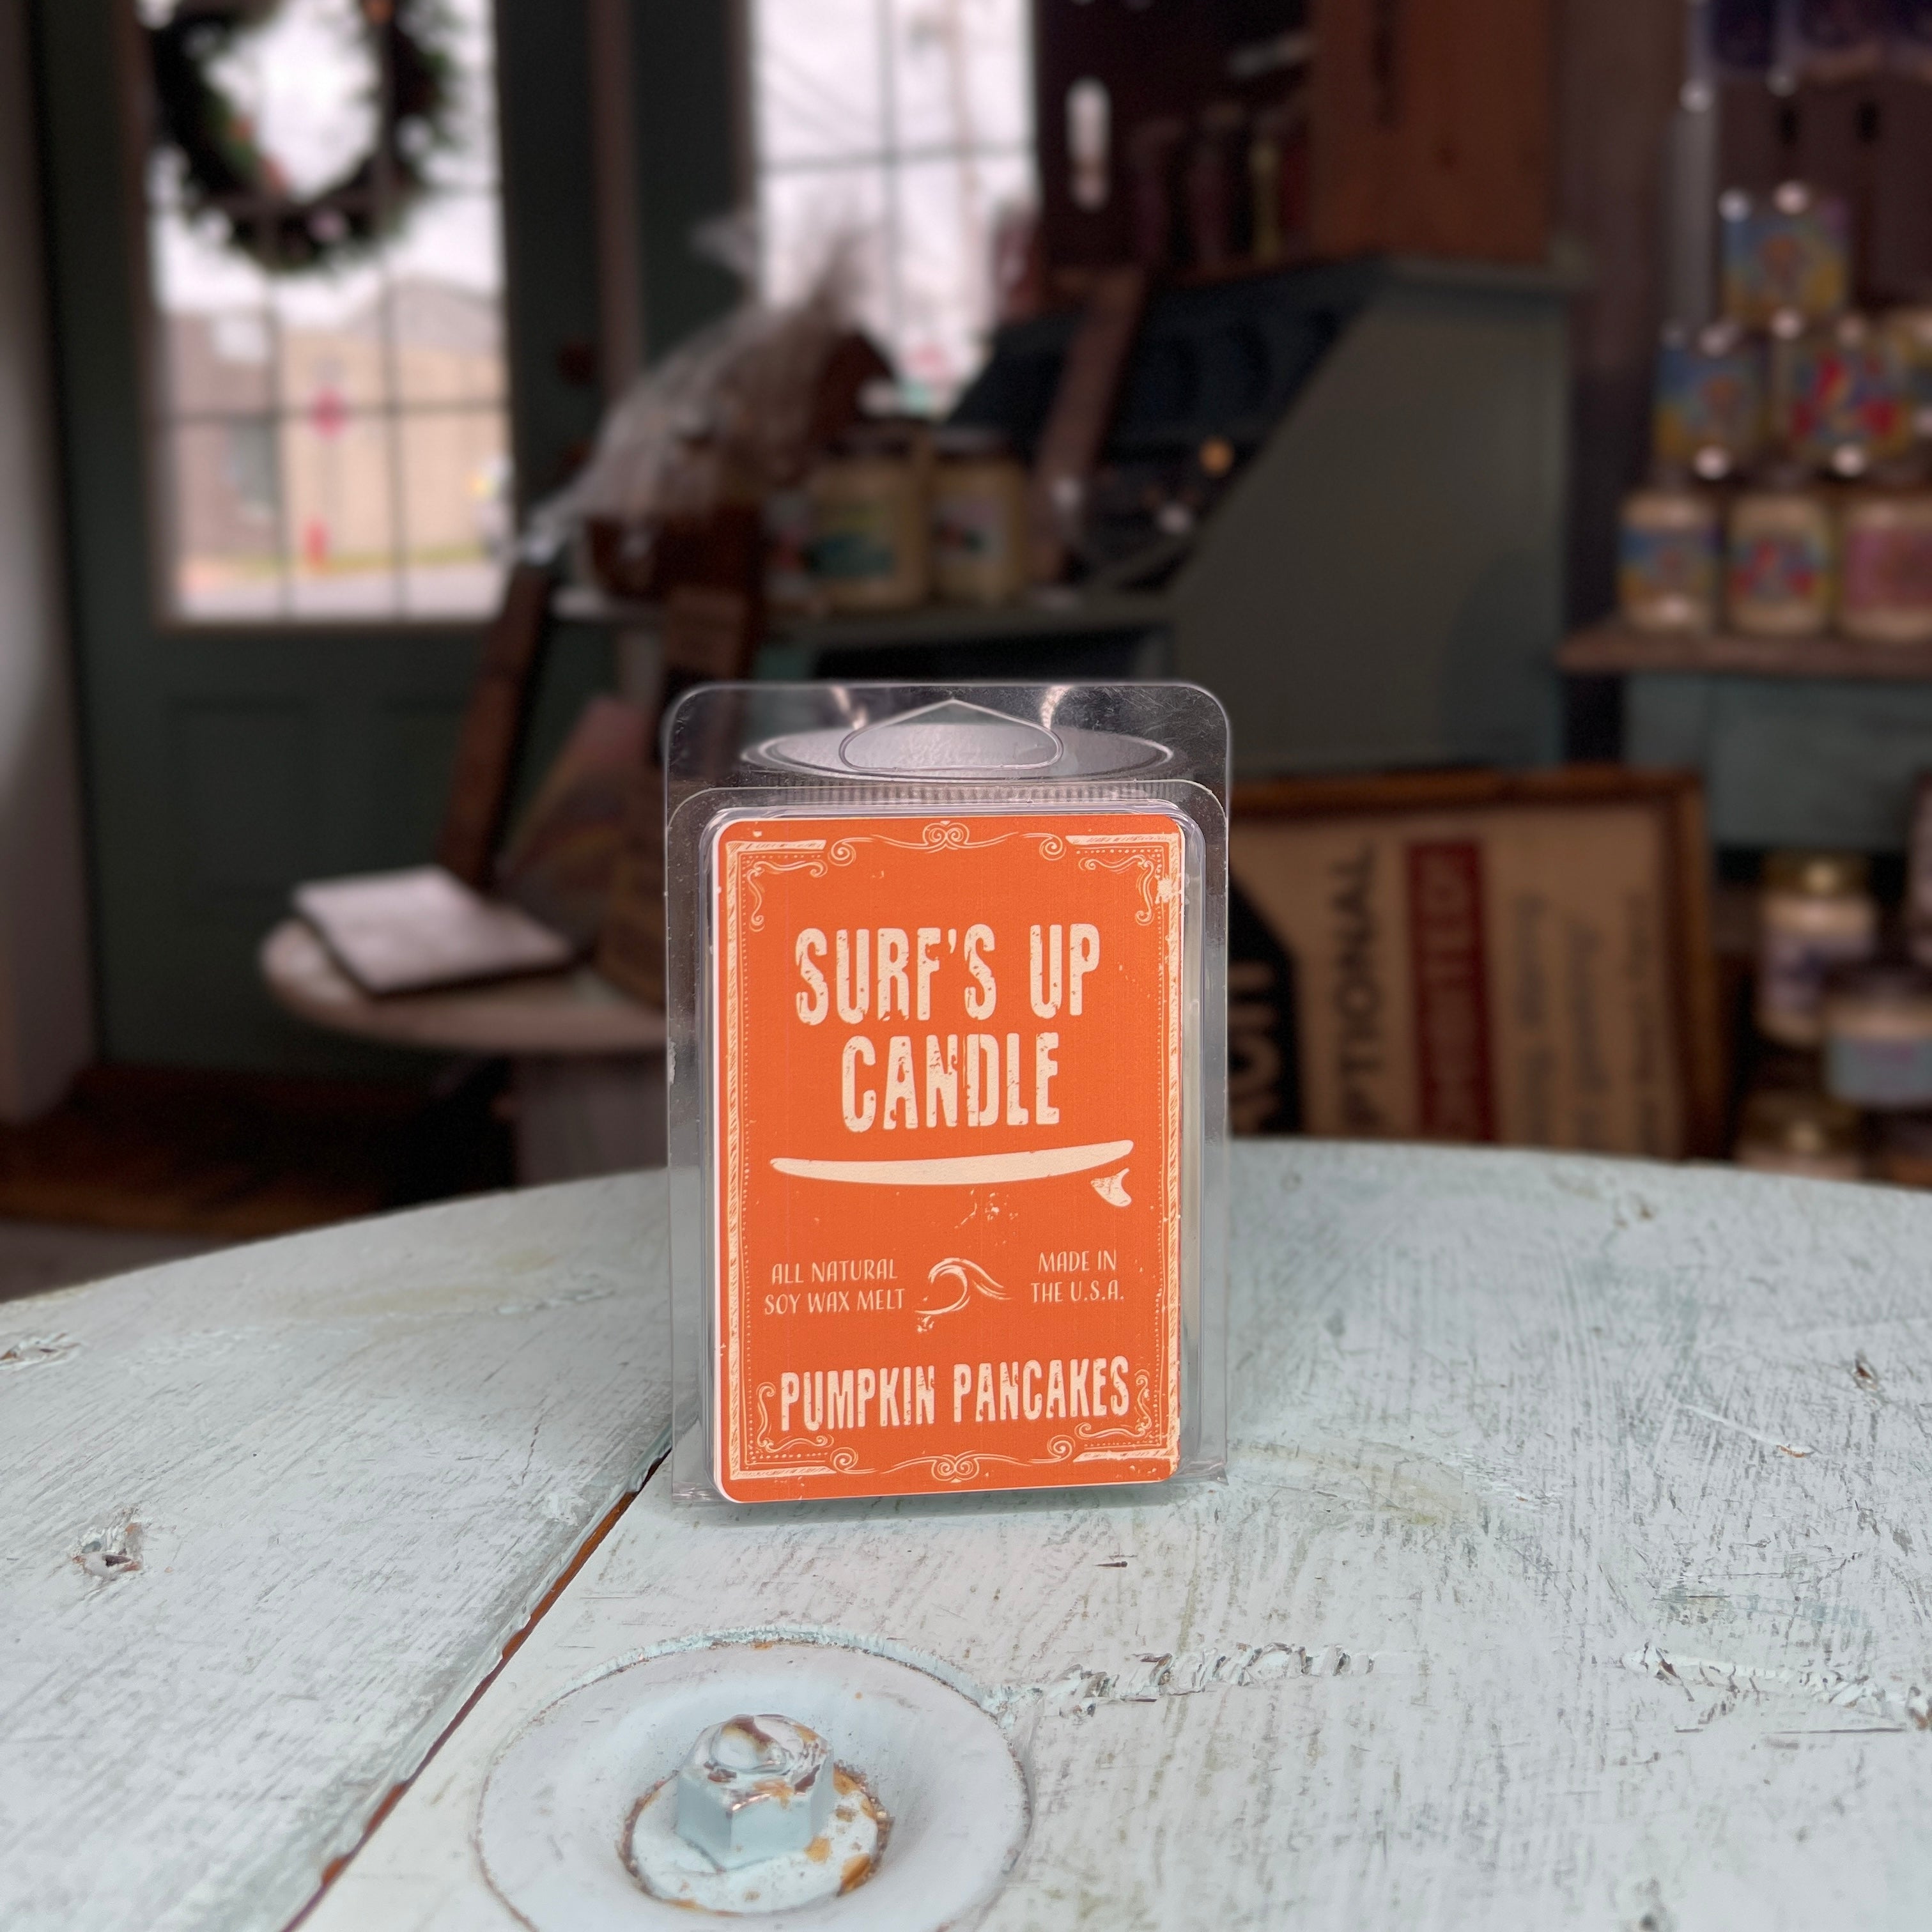 SURF'S UP
CANDLE
ALL NATURAL
SOY WAX MELT
MADE IN
THE U.S.A.
PUMPKIN PANCAKES